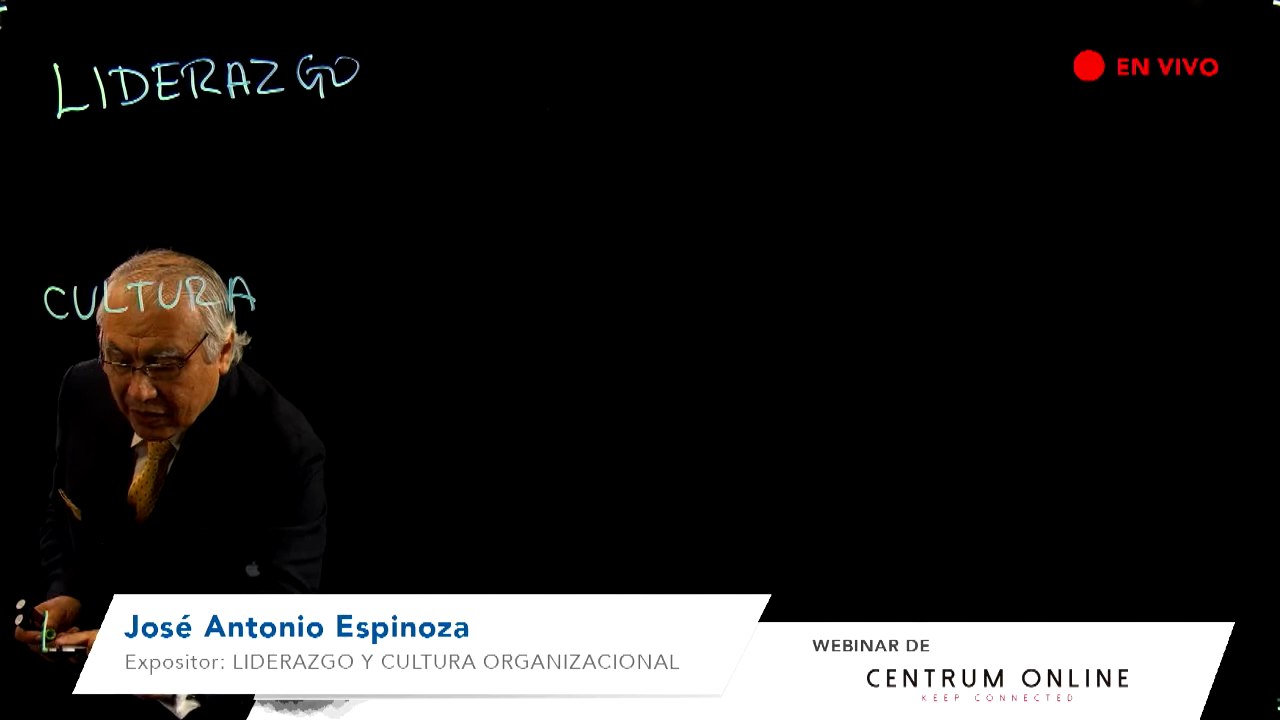 LIDERAZGO
EN VIVO
CULTURA
José Antonio Espinoza
Expositor: LIDERAZGO Y CULTURA ORGANIZACIONAL
WEBINAR DE
CENTRUM ONLINE
KEEP CONNECTED